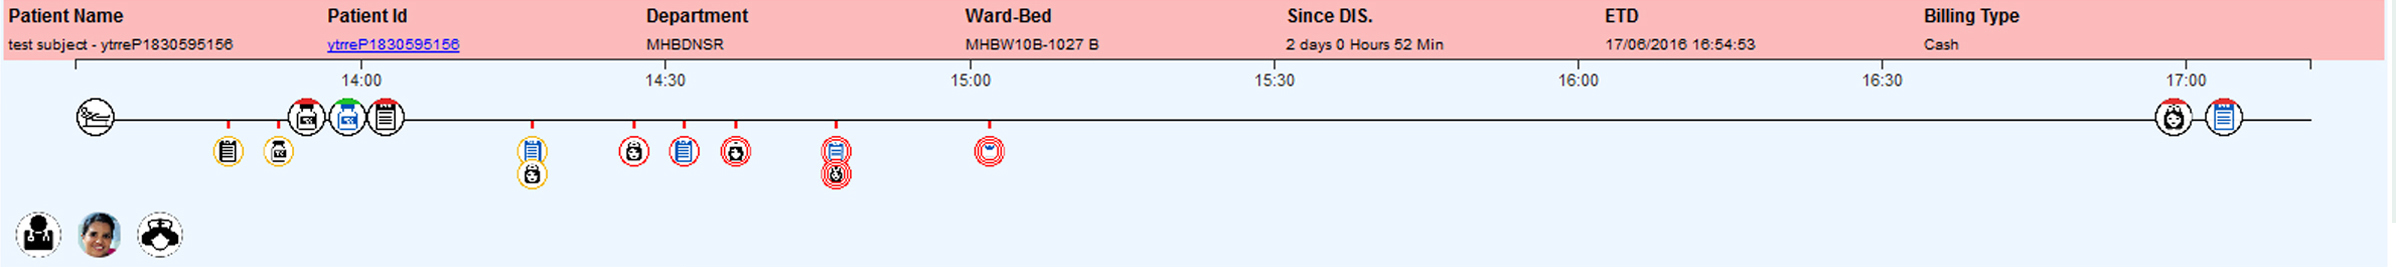 Patient Name Patient Id Department Ward-Bed Since DIS. ETD Billing Type
test subject - ytrreP1830595156 ytrreP1830595156 MHBDNSR MHBW10B-1027 B 2 days 0 Hours 52 Min 17/06/2016 16:54:53 Cash
14:00 14:30 15:00 15:30 16:00 16:30 17:00